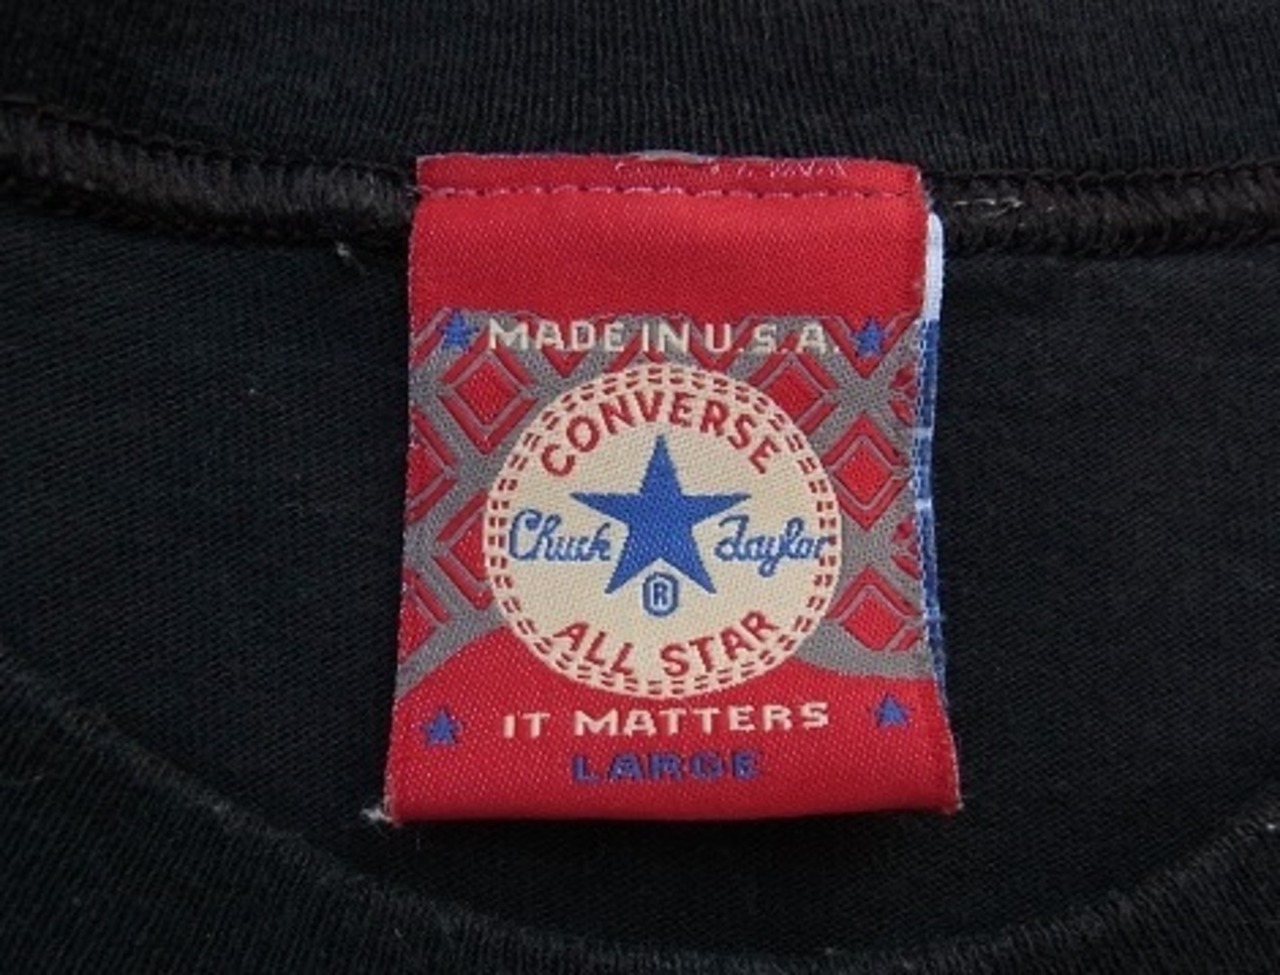 MADE IN U.S.A.
CONVERSE
Chuck Taylor
®
ALL STAR
IT MATTERS
LARGE